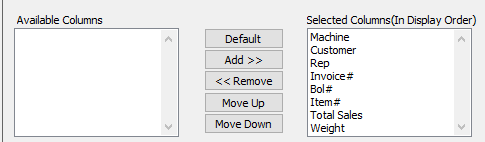 Available Columns
Default
Add >>
<< Remove
Move Up
Move Down
Selected Columns(In Display Order)
Machine
Customer
Rep
Invoice#
Bol#
Item#
Total Sales
Weight